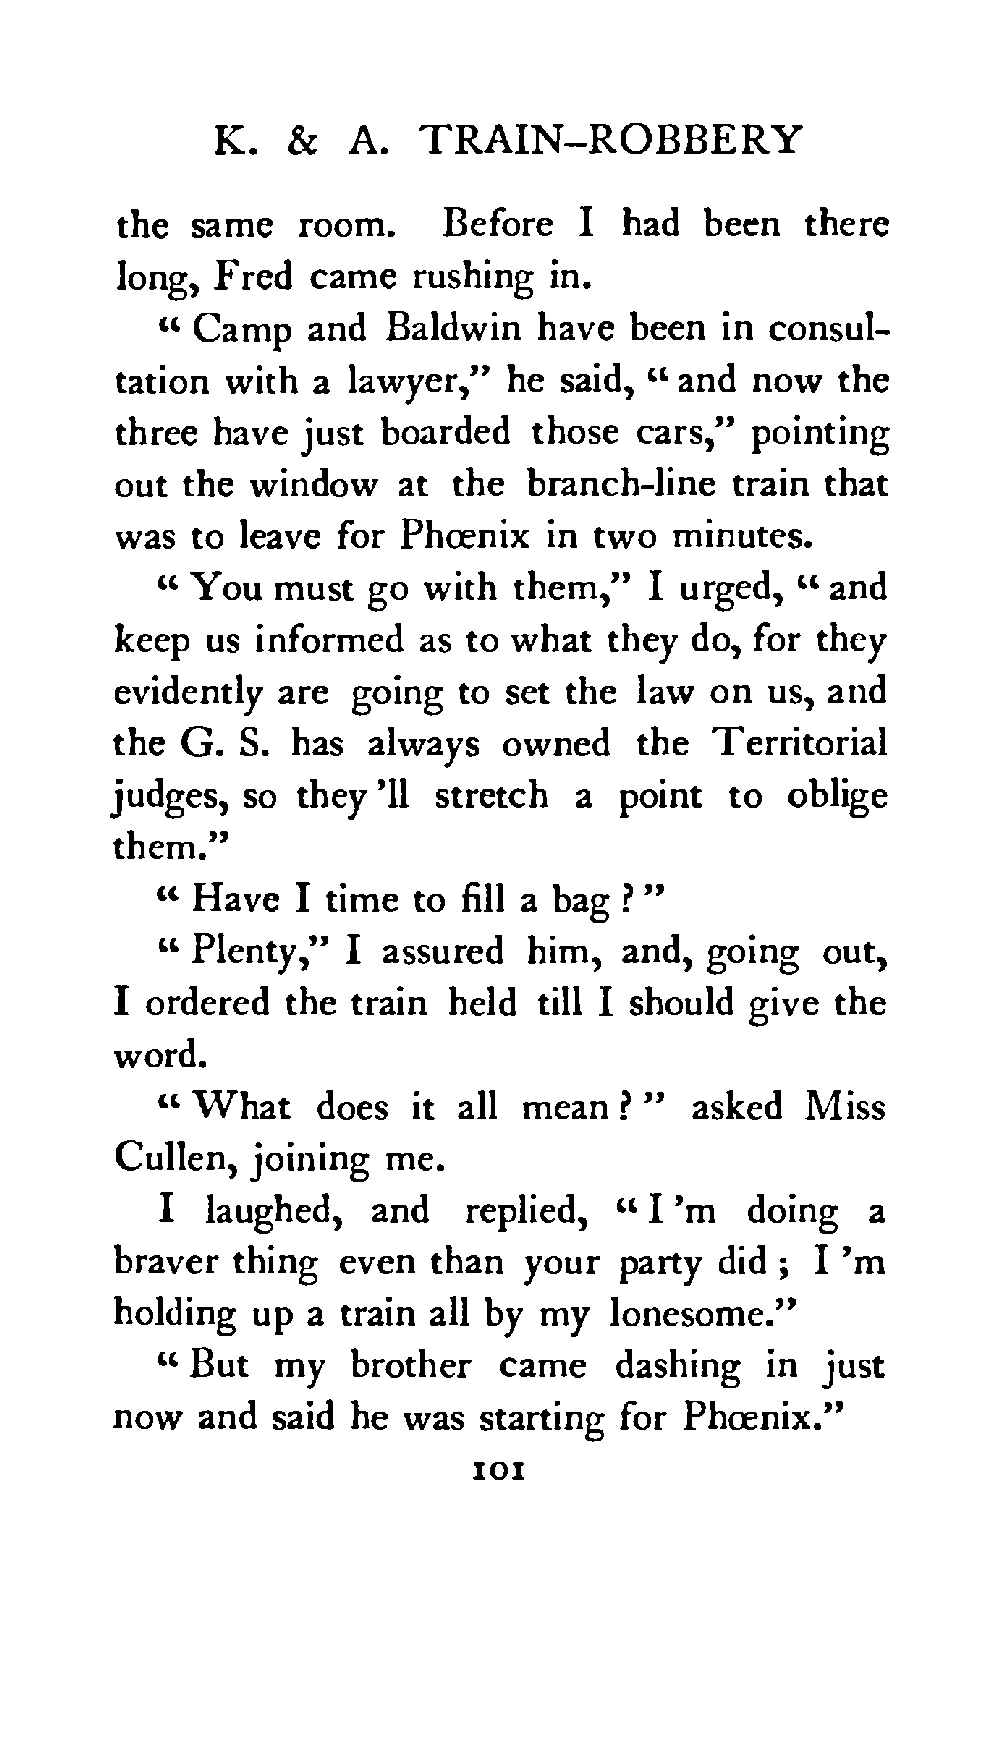 K. & A. TRAIN-ROBBERY
the same room. Before I had been there
long, Fred came rushing in.
“ Camp and Baldwin have been in consul-
tation with a lawyer,” he said, “ and now the
three have just boarded those cars,” pointing
out the window at the branch-line train that
was to leave for Phœnix in two minutes.
“ You must go with them,” I urged, “ and
keep us informed as to what they do, for they
evidently are going to set the law on us, and
the G. S. has always owned the Territorial
judges, so they ’ll stretch a point to oblige
them.”
“ Have I time to fill a bag ? ”
“ Plenty,” I assured him, and, going out,
I ordered the train held till I should give the
word.
“ What does it all mean ? ” asked Miss
Cullen, joining me.
I laughed, and replied, “ I ’m doing a
braver thing even than your party did ; I ’m
holding up a train all by my lonesome.”
“ But my brother came dashing in just
now and said he was starting for Phœnix.”
101